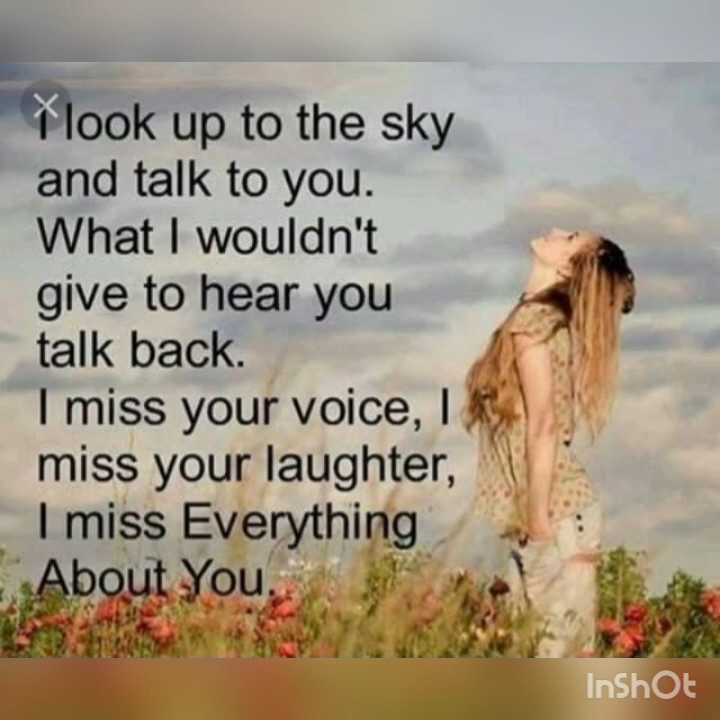 I look up to the sky
and talk to you.
What I wouldn't
give to hear you
talk back.
I miss your voice, I
miss your laughter,
I miss Everything
About You.
InShOt